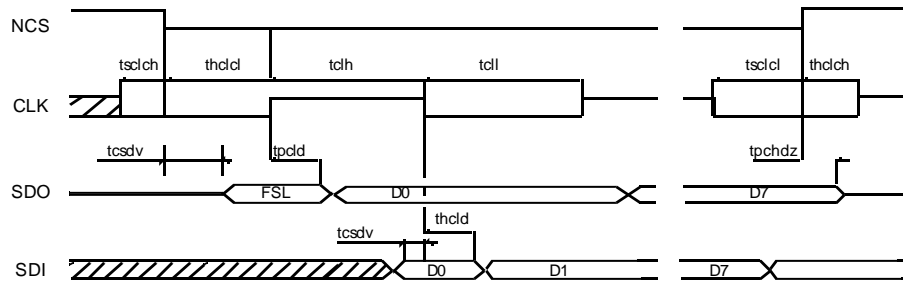 NCS
tsclch thclcl tclh tcll tsclcl thclch
CLK
tcsdv tpcld tpchdz
SDO FSL D0 D7
thcld
tcsdv
SDI D0 D1 D7